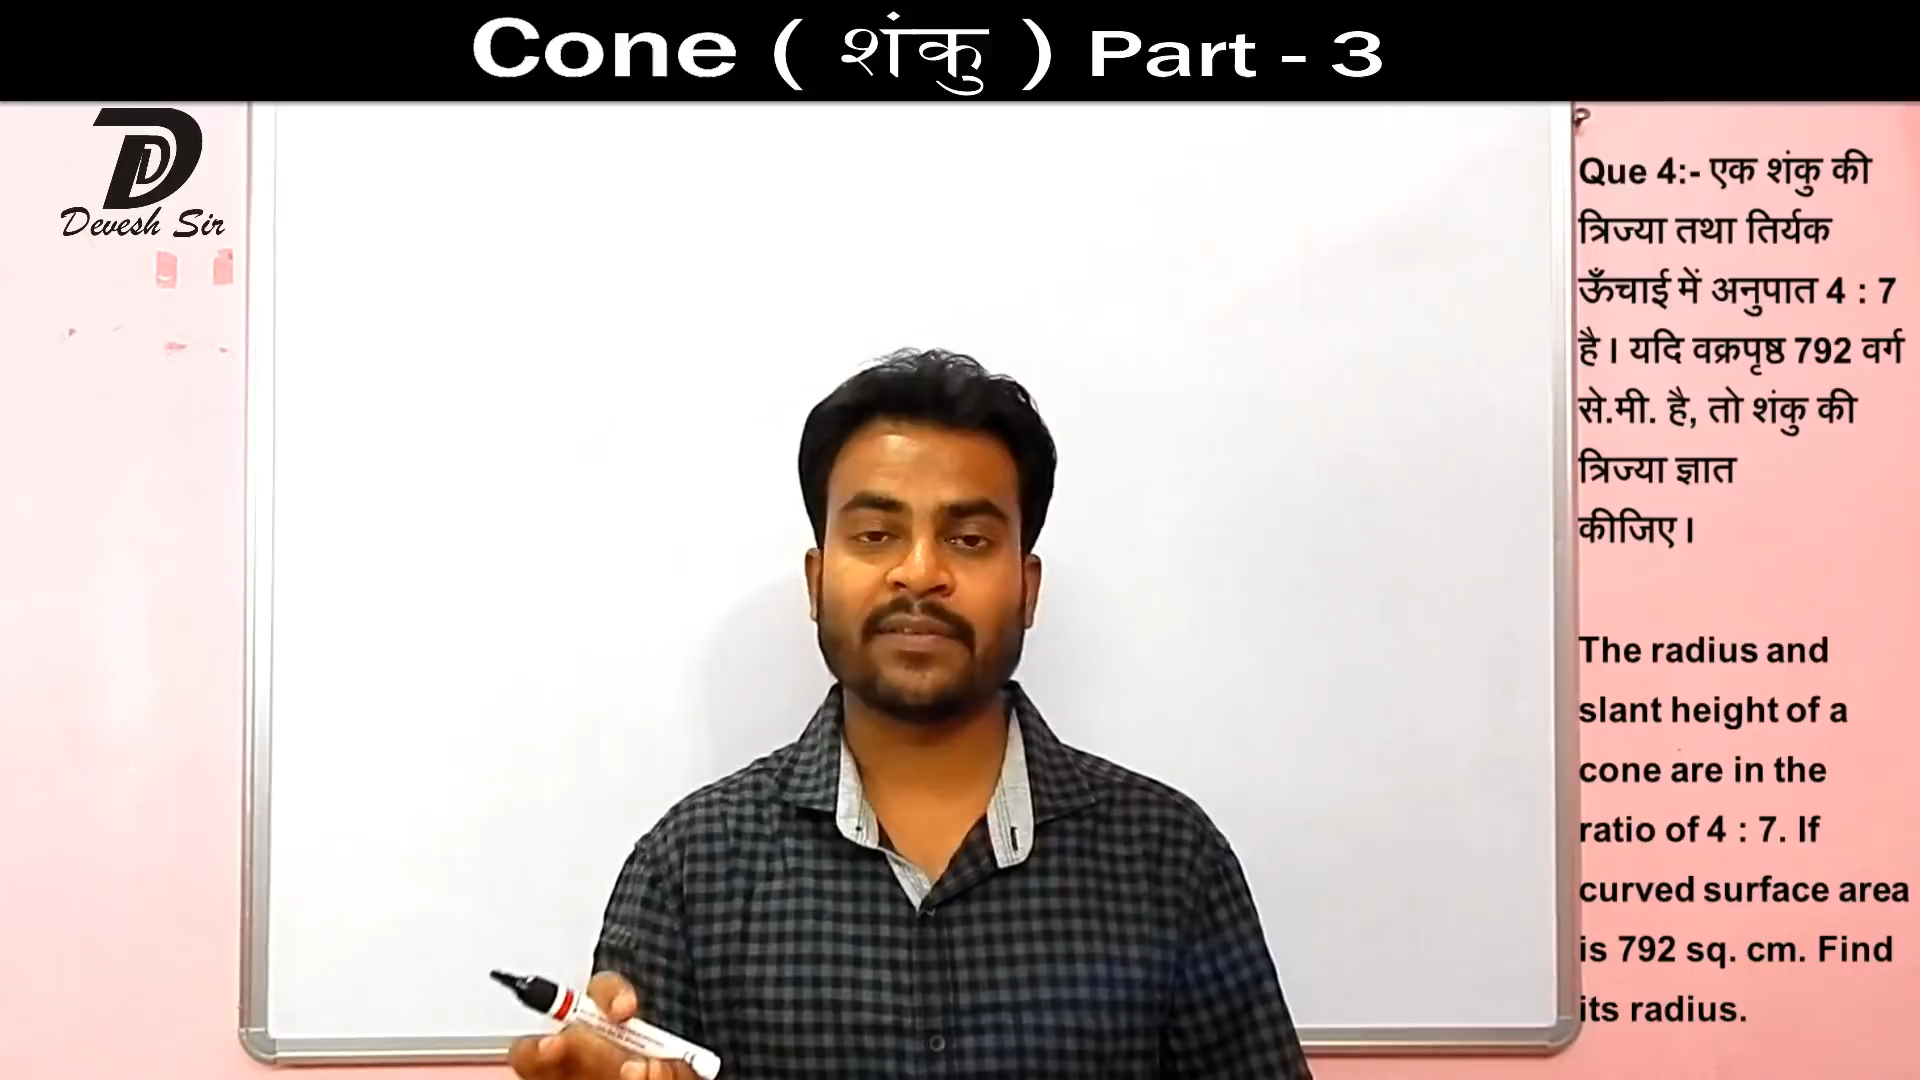 Cone ( शंकु ) Part - 3
Devesh Sir
Que 4:- एक शंकु की
त्रिज्या तथा तिर्यक
ऊँचाई में अनुपात 4 : 7
है । यदि वक्रपृष्ठ 792 वर्ग
से.मी. है, तो शंकु की
त्रिज्या ज्ञात
कीजिए ।
The radius and
slant height of a
cone are in the
ratio of 4 : 7. If
curved surface area
is 792 sq. cm. Find
its radius.